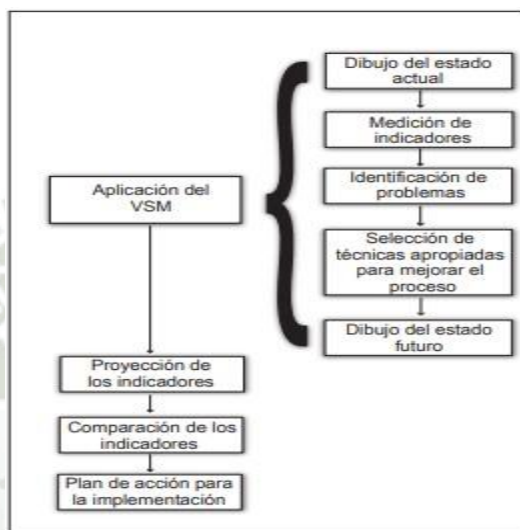 Aplicación del
VSM
Proyección de
los indicadores
Comparación de los
indicadores
Plan de acción para
la implementación
Dibujo del estado
actual
Medición de
indicadores
Identificación de
problemas
Selección de
técnicas apropiadas
para mejorar el
proceso
Dibujo del estado
futuro